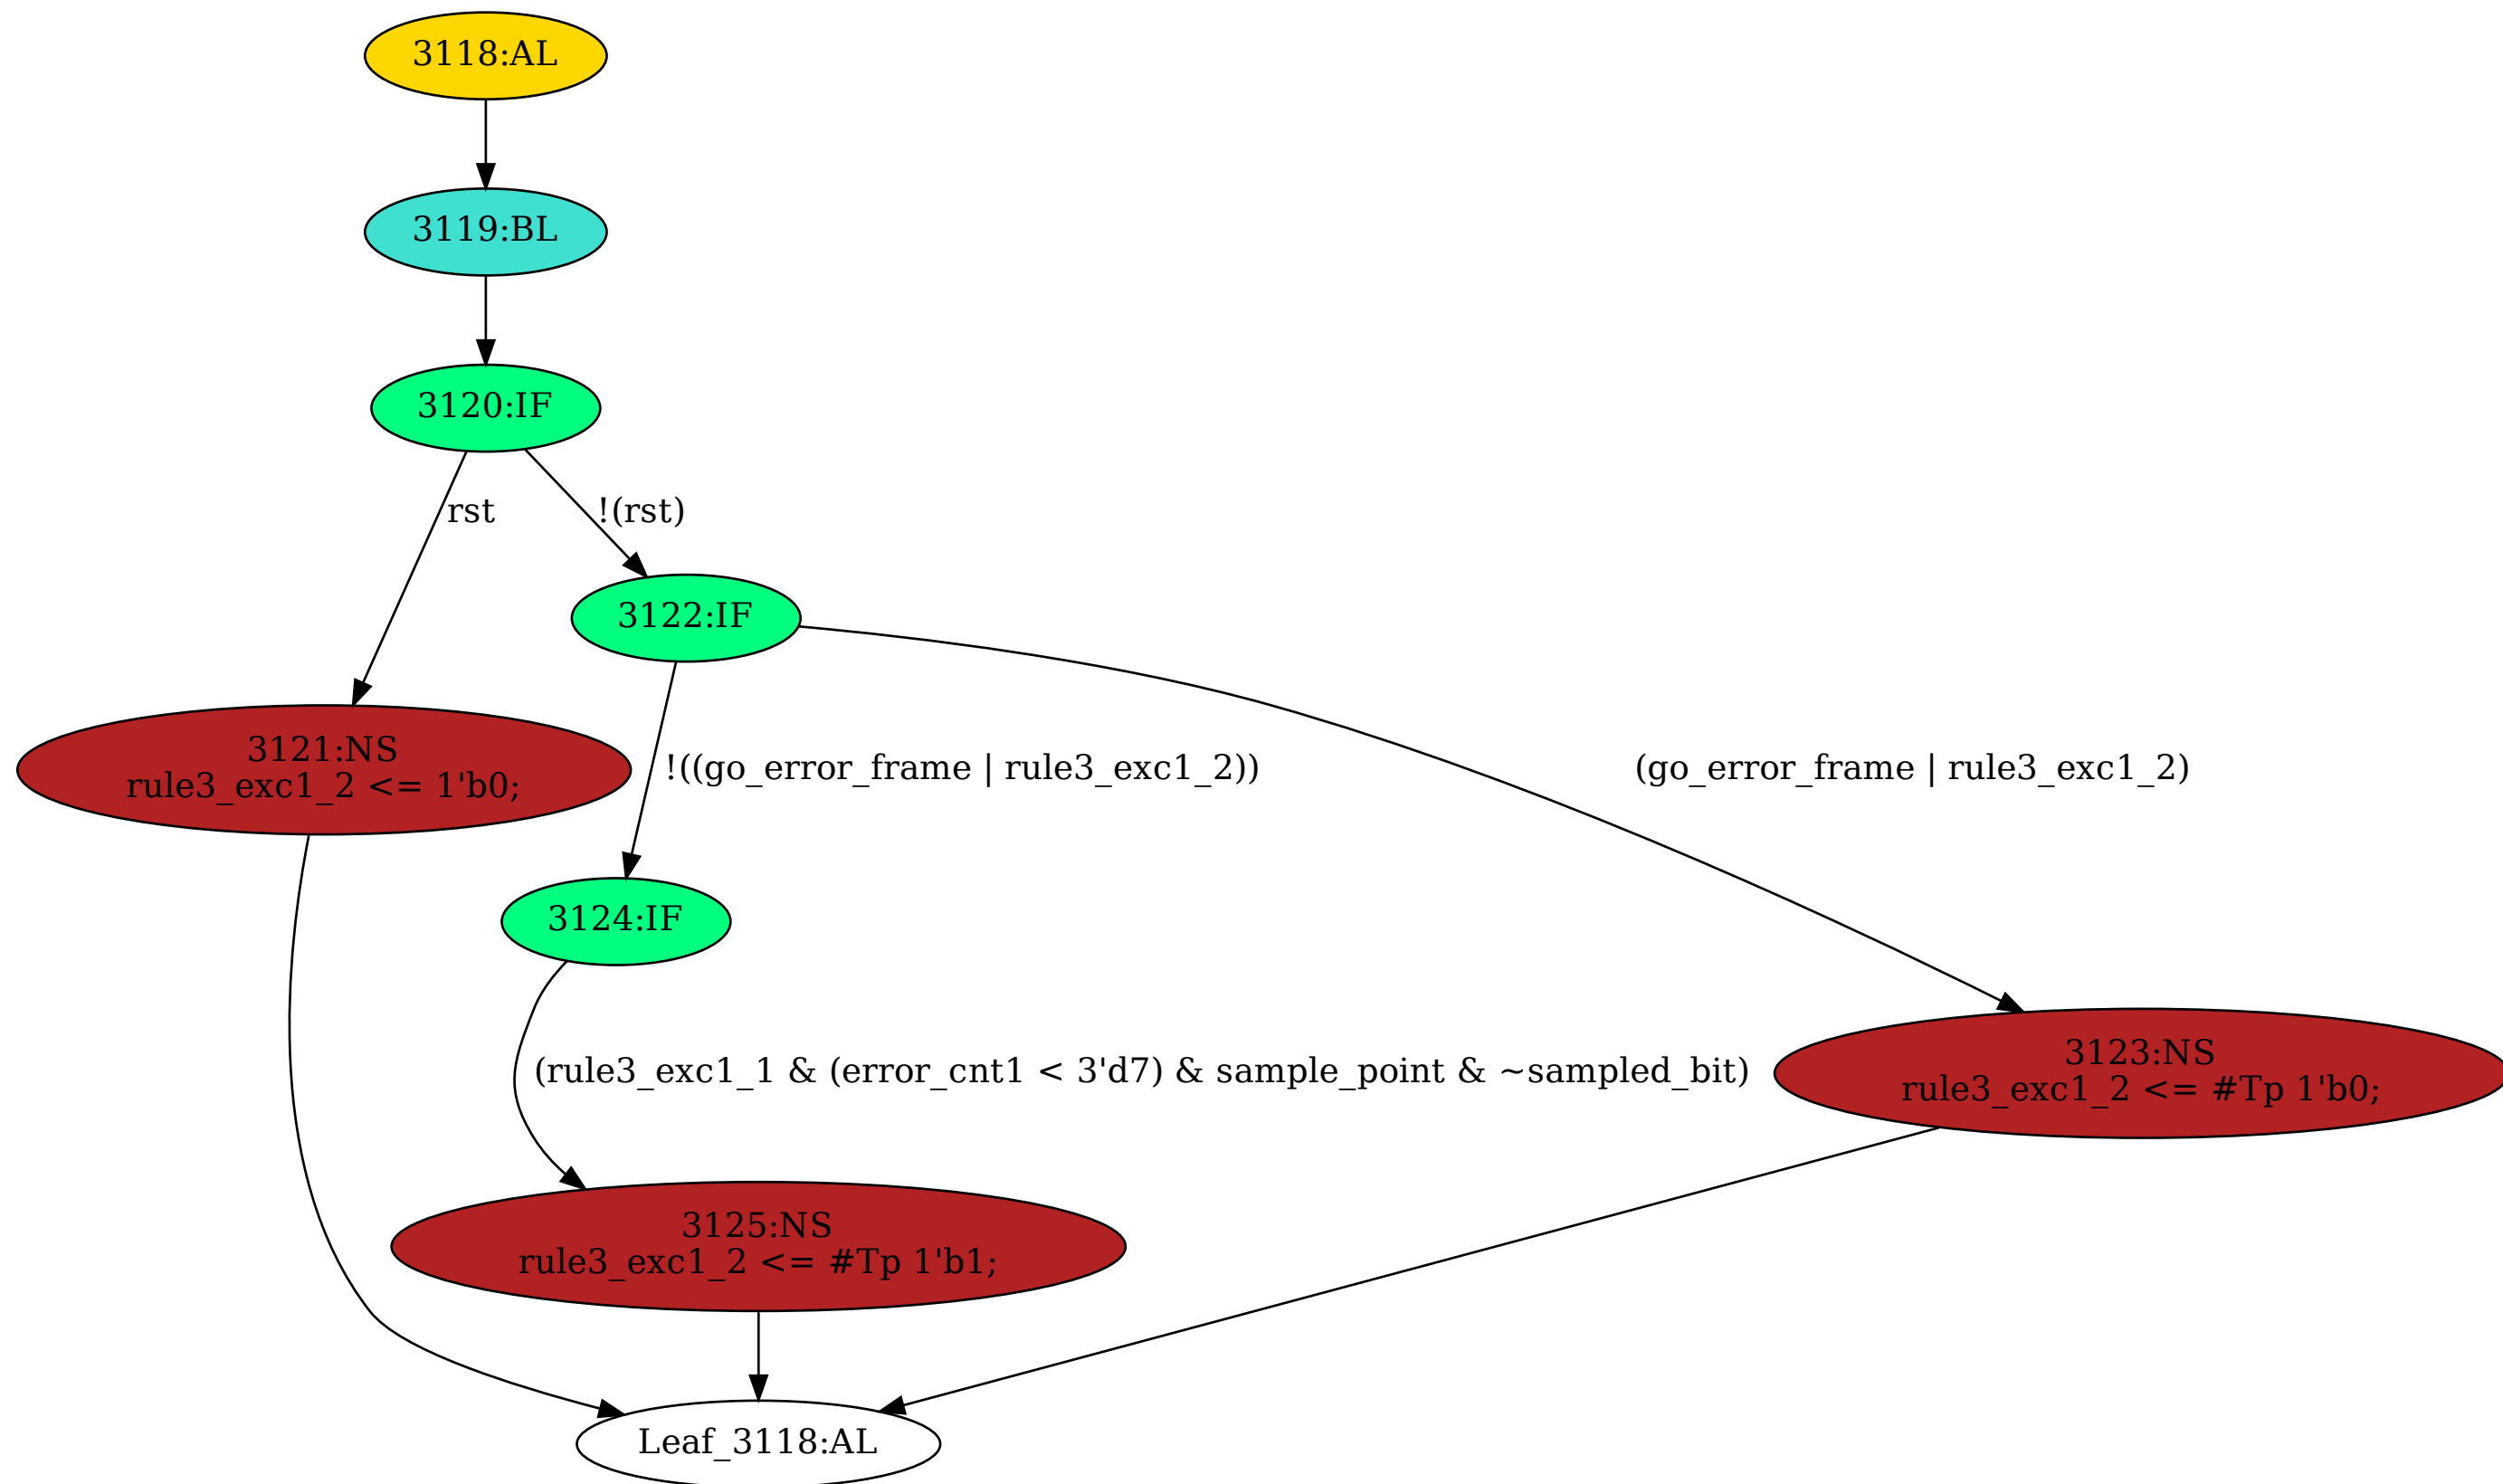 3118:AL
3119:BL
3120:IF
rst
!(rst)
3122:IF
3121:NS
rule3_exc1_2 <= 1'b0;
!((go_error_frame | rule3_exc1_2))
(go_error_frame | rule3_exc1_2)
3124:IF
(rule3_exc1_1 & (error_cnt1 < 3'd7) & sample_point & ~sampled_bit)
3123:NS
rule3_exc1_2 <= #Tp 1'b0;
3125:NS
rule3_exc1_2 <= #Tp 1'b1;
Leaf_3118:AL